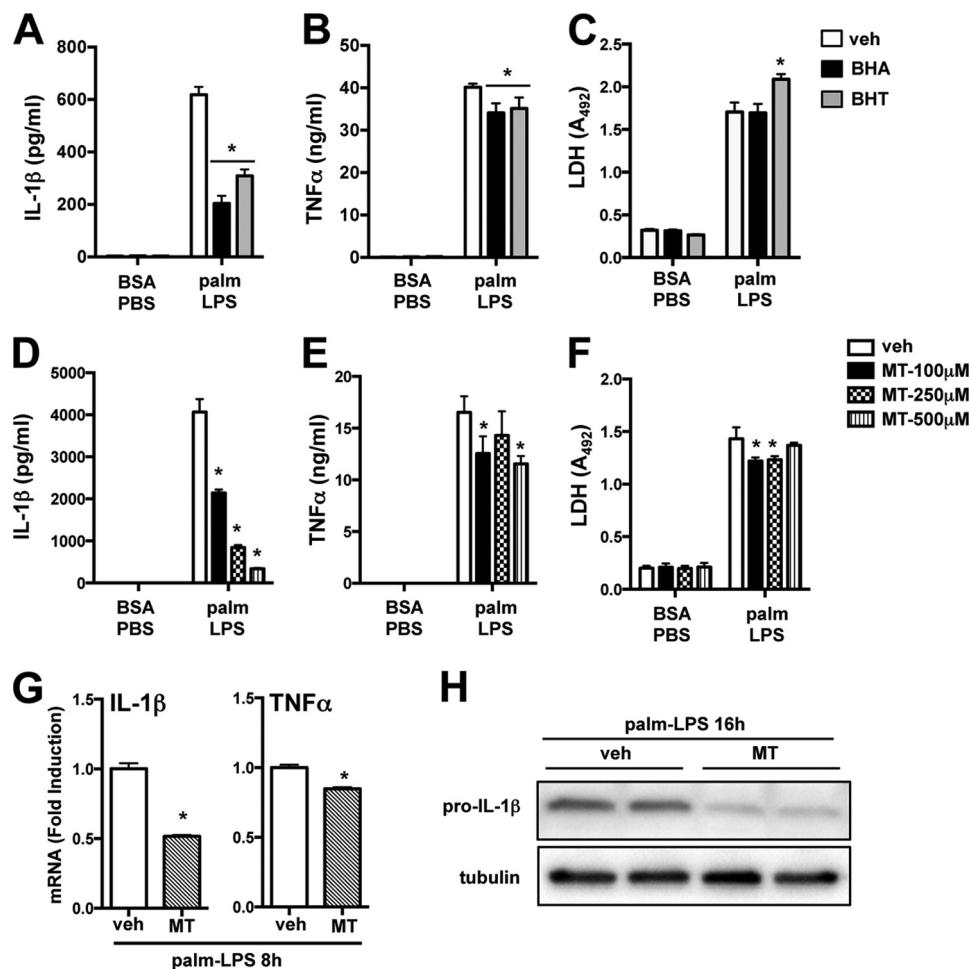 A
IL-1β (pg/ml)
800
600
400
200
0
BSA PBS
palm LPS
*
B
TNFα (ng/ml)
50
40
30
20
10
0
BSA PBS
palm LPS
*
C
LDH (A492)
2.5
2.0
1.5
1.0
0.5
0.0
BSA PBS
palm LPS
*
veh
BHA
BHT
D
IL-1β (pg/ml)
5000
4000
3000
2000
1000
0
BSA PBS
palm LPS
*
*
*
E
TNFα (ng/ml)
20
15
10
5
0
BSA PBS
palm LPS
*
*
F
LDH (A492)
2.0
1.5
1.0
0.5
0.0
BSA PBS
palm LPS
* *
veh
MT-100μM
MT-250μM
MT-500μM
G
mRNA (Fold Induction)
IL-1β
1.5
1.0
0.5
0.0
veh MT
*
TNFα
1.5
1.0
0.5
0.0
veh MT
*
palm-LPS 8h
H
palm-LPS 16h
veh MT
pro-IL-1β
tubulin